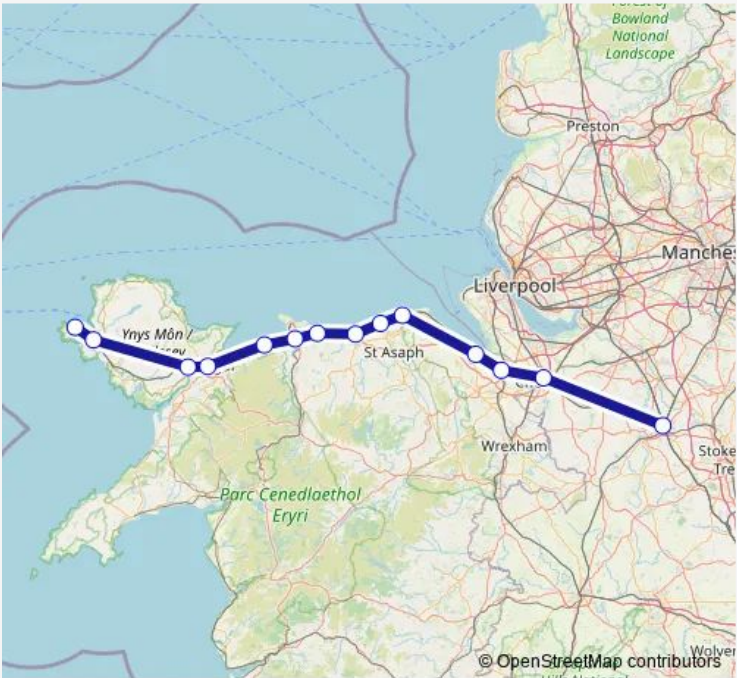 Forest of
Bowland
National
Landscape
Preston
Manche
Liverpool
Ynys Môn /
St Asaph
Wrexham
Stoke
Tre
Parc Cenedlaethol
Eryri
Wolver
© OpenStreetMap contributors